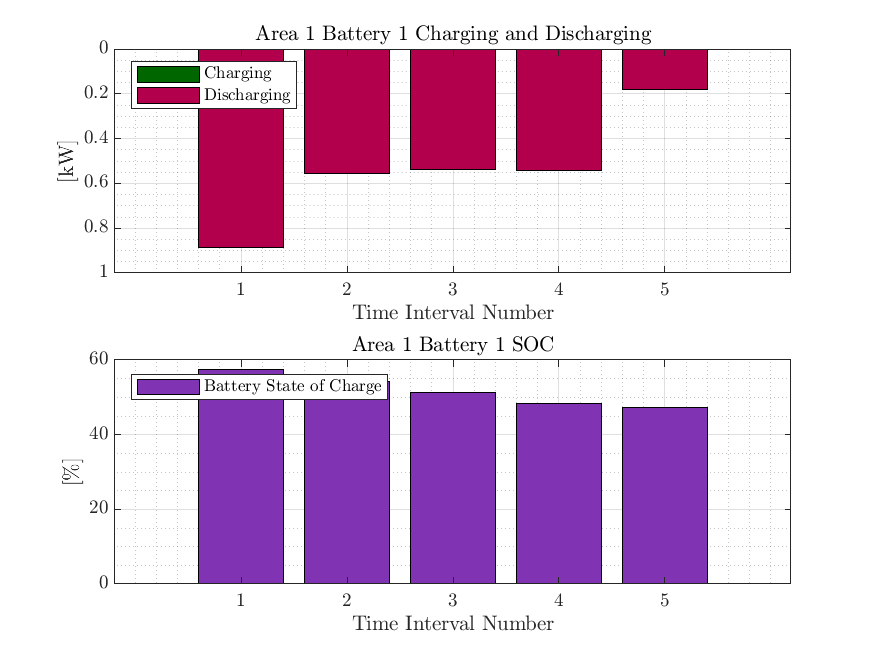 Area 1 Battery 1 Charging and Discharging
0
0.2
0.4
0.6
0.8
1
[kW]
Charging
Discharging
1 2 3 4 5
Time Interval Number
Area 1 Battery 1 SOC
60
40
20
0
[%]
Battery State of Charge
1 2 3 4 5
Time Interval Number